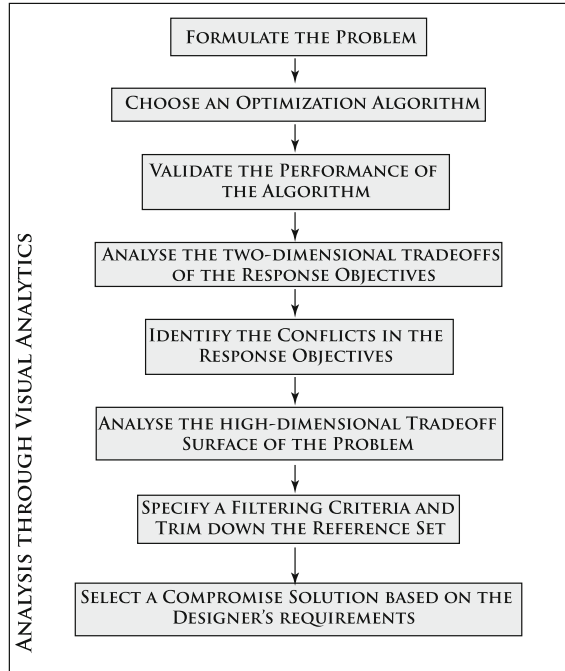 FORMULATE THE PROBLEM
CHOOSE AN OPTIMIZATION ALGORITHM
VALIDATE THE PERFORMANCE OF
THE ALGORITHM
ANALYSE THE TWO-DIMENSIONAL TRADEOFFS
OF THE RESPONSE OBJECTIVES
IDENTIFY THE CONFLICTS IN THE
RESPONSE OBJECTIVES
ANALYSE THE HIGH-DIMENSIONAL TRADEOFF
SURFACE OF THE PROBLEM
SPECIFY A FILTERING CRITERIA AND
TRIM DOWN THE REFERENCE SET
SELECT A COMPROMISE SOLUTION BASED ON THE
DESIGNER'S REQUIREMENTS
ANALYSIS THROUGH VISUAL ANALYTICS